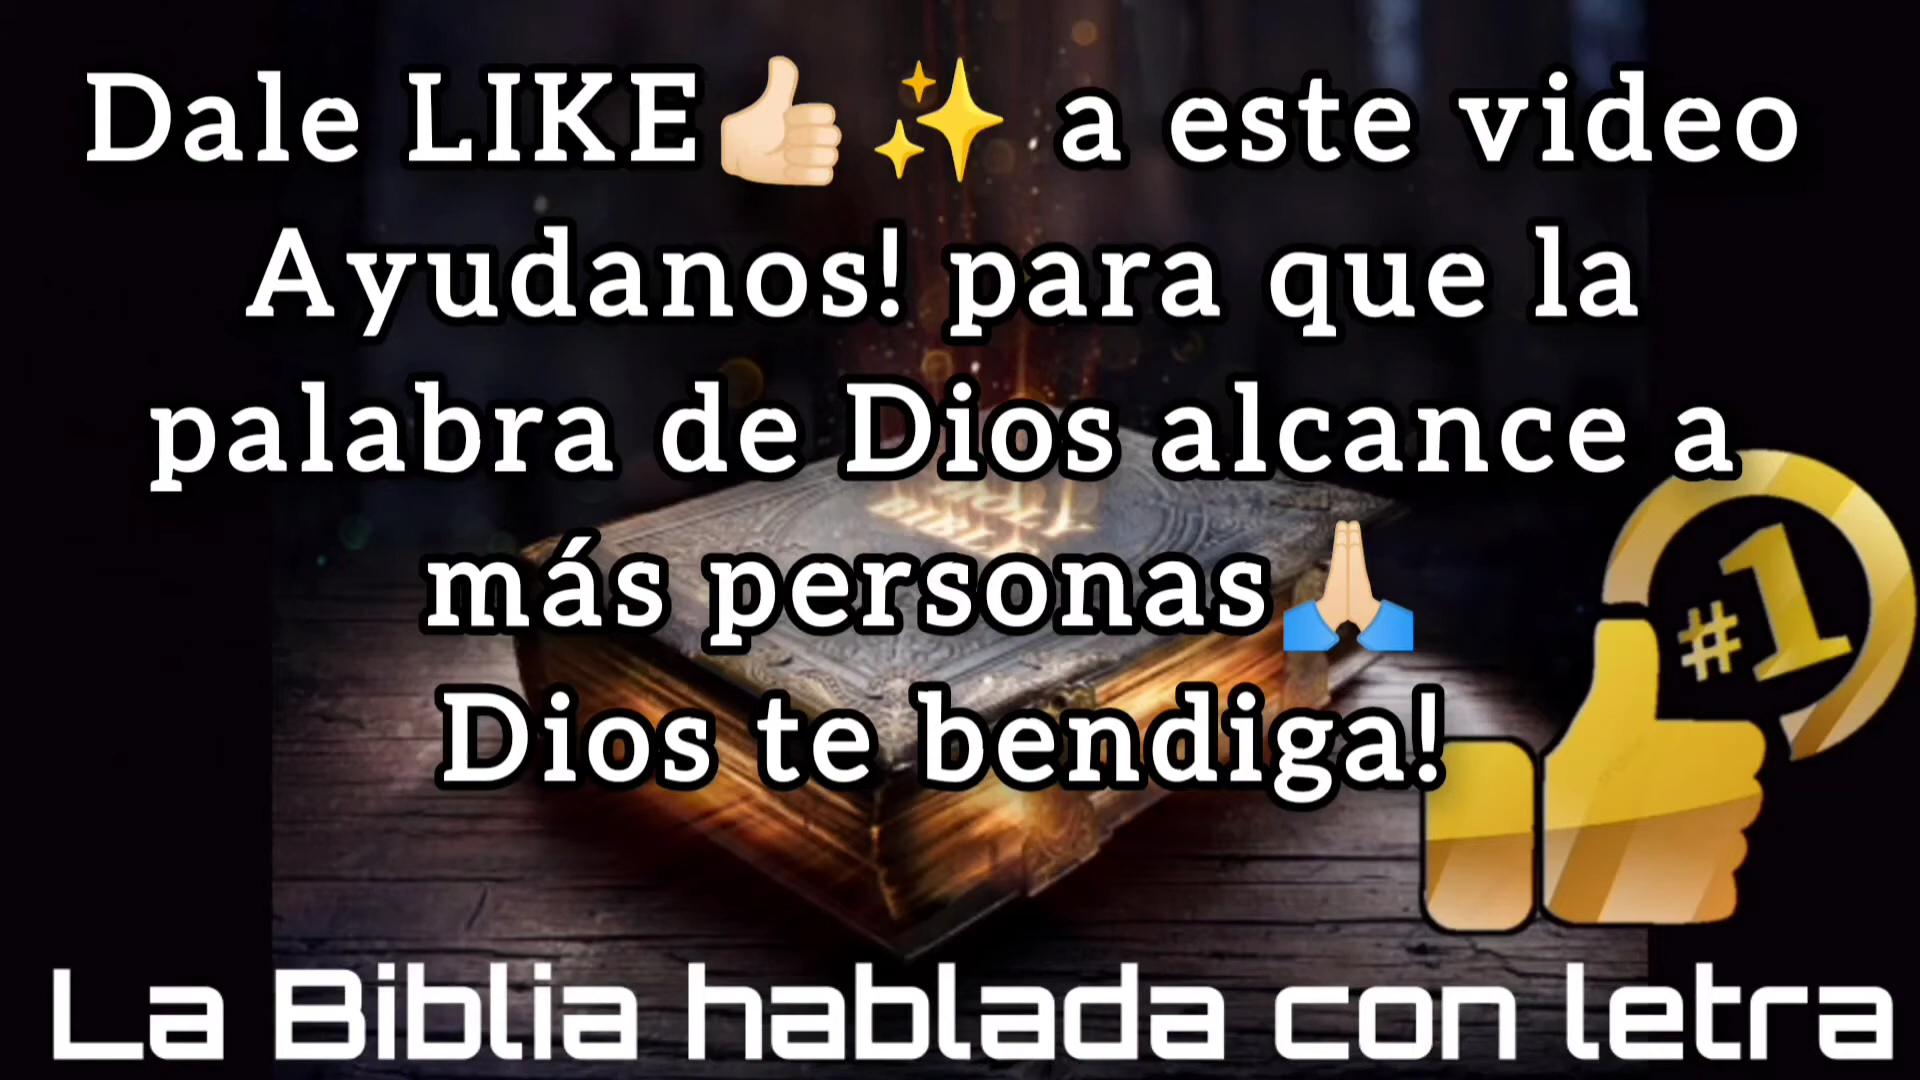 Dale LIKE👍🏻✨ a este video
Ayudanos! para que la
palabra de Dios alcance a
más personas🙏🏻
Dios te bendiga!
#1
La Biblia hablada con letra